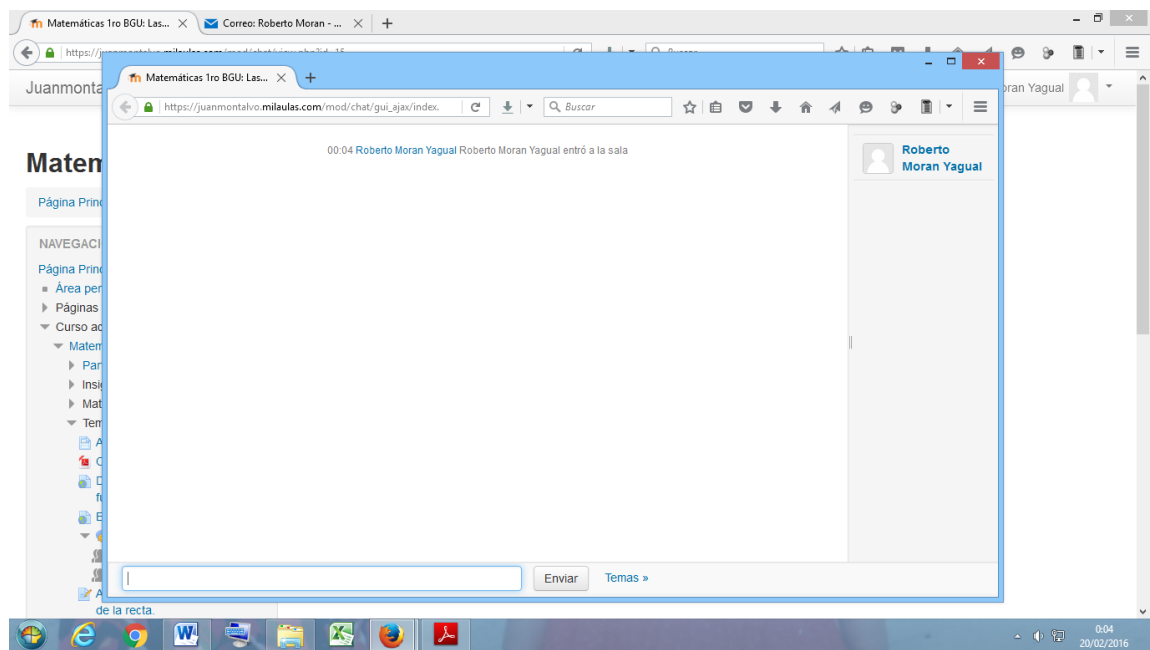 Matemáticas 1ro BGU: Las...
Correo: Roberto Moran - ...
https://j
Juanmonta
oran Yagual
Matemáticas 1ro BGU: Las...
https://juanmontalvo.milaulas.com/mod/chat/gui_ajax/index.
Buscar
00:04 Roberto Moran Yagual Roberto Moran Yagual entró a la sala
Roberto
Moran Yagual
Matem
Página Princ
NAVEGACI
Página Princ
Área per
Páginas
Curso ac
Matem
Par
Insig
Mat
Tem
A
C
D
fu
E
A
de la recta.
Enviar
Temas »
0:04
20/02/2016